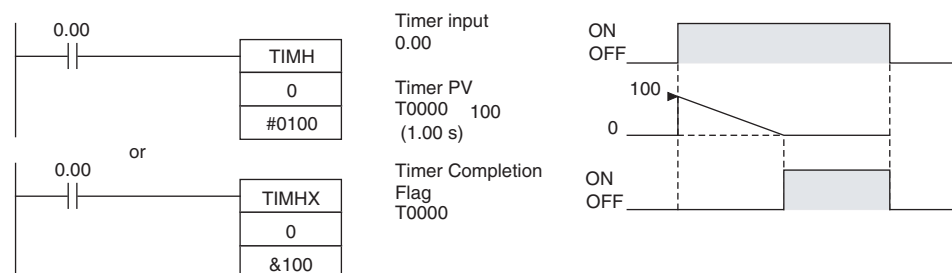 0.00
TIMH
0
#0100
or
0.00
TIMHX
0
&100
Timer input
0.00
Timer PV
T0000 100
(1.00 s)
Timer Completion
Flag
T0000
ON
OFF
100
0
ON
OFF